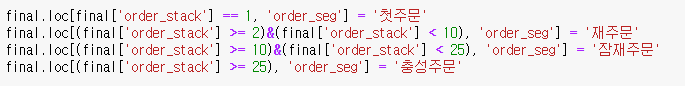 final.loc[final['order_stack'] == 1, 'order_seg'] = '첫주문'
final.loc[(final['order_stack'] >= 2)&(final['order_stack'] < 10), 'order_seg'] = '재주문'
final.loc[(final['order_stack'] >= 10)&(final['order_stack'] < 25), 'order_seg'] = '잠재주문'
final.loc[(final['order_stack'] >= 25), 'order_seg'] = '충성주문'